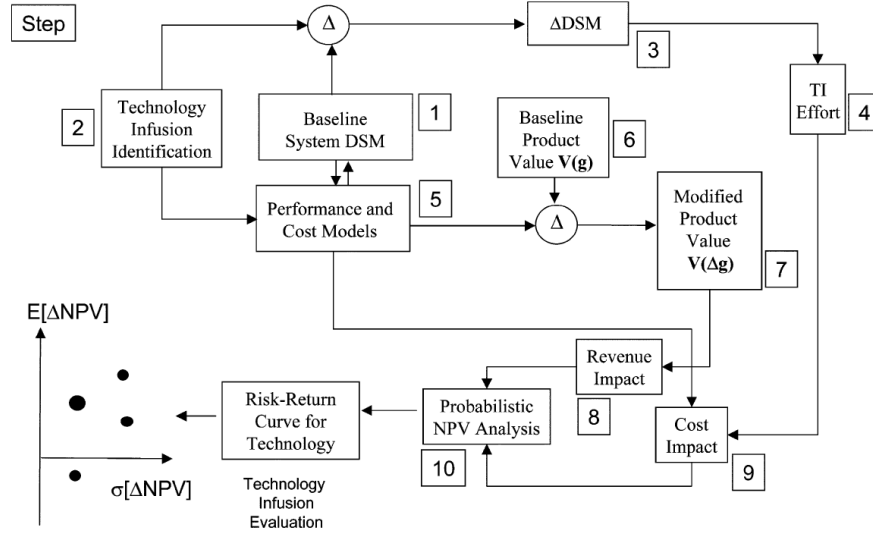 Step
Δ
ΔDSM
3
TI
Effort
4
2
Technology
Infusion
Identification
Baseline
System DSM
1
Baseline
Product
Value V(g)
6
Performance and
Cost Models
5
Δ
Modified
Product
Value
V(Δg)
7
E[ΔNPV]
σ[ΔNPV]
Risk-Return
Curve for
Technology
Technology
Infusion
Evaluation
Probabilistic
NPV Analysis
10
Revenue
Impact
8
Cost
Impact
9